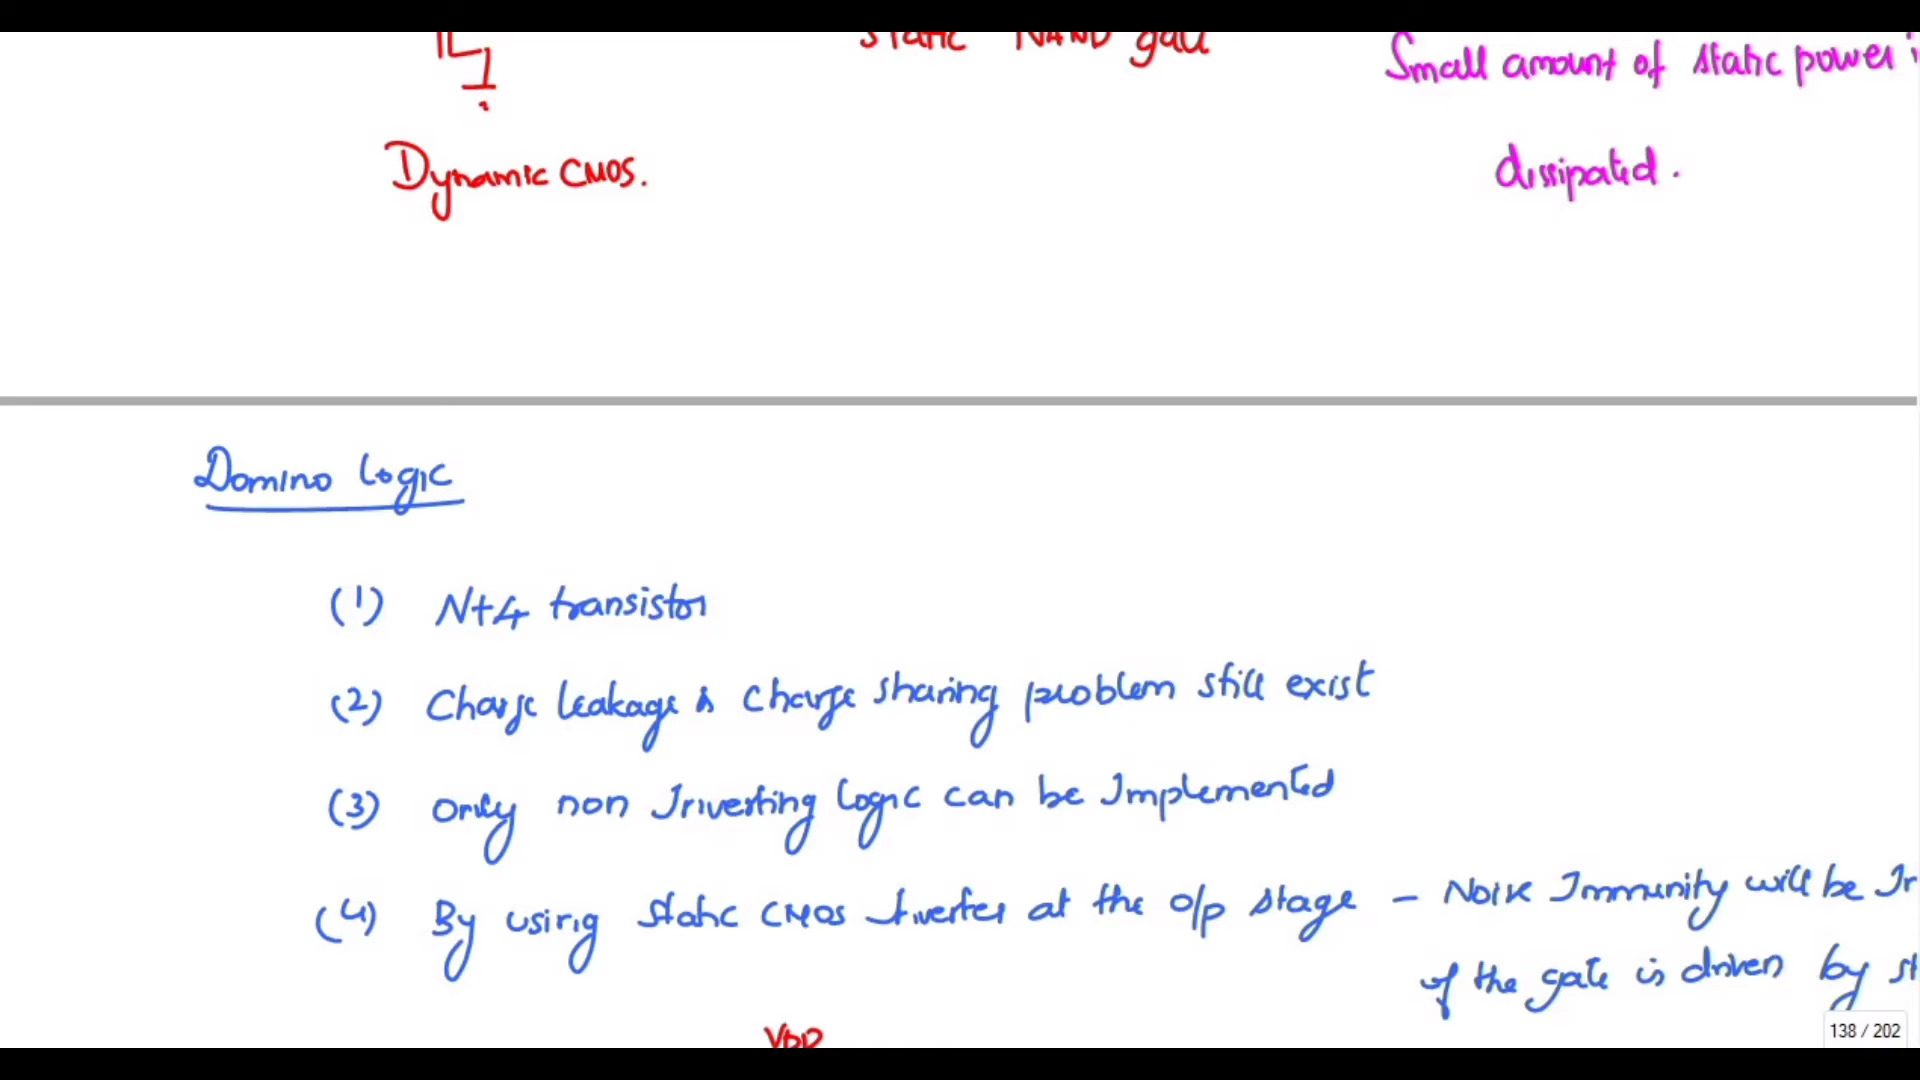 Static NAND gate
Small amount of static power i
dissipated.
Dynamic CMOS.
Domino Logic
(1) N+4 transistor
(2) Charge leakage & charge sharing problem still exist
(3) only non Inverting logic can be Implemented
(4) By using static CMOS Inverter at the o/p stage - Noise Immunity will be In
of the gate is driven by st
VDD
138 / 202